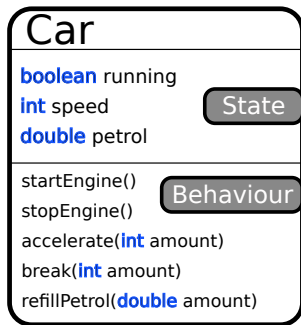 Car
boolean running
int speed
State
double petrol
startEngine()
Behaviour
stopEngine()
accelerate(int amount)
break(int amount)
refillPetrol(double amount)